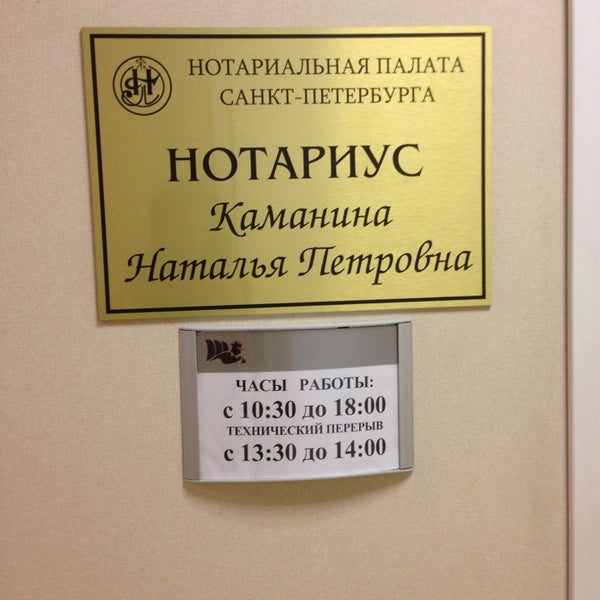 НОТАРИАЛЬНАЯ ПАЛАТА
САНКТ-ПЕТЕРБУРГА
НОТАРИУС
Каманина
Наталья Петровна
ЧАСЫ РАБОТЫ:
с 10:30 до 18:00
ТЕХНИЧЕСКИЙ ПЕРЕРЫВ
с 13:30 до 14:00